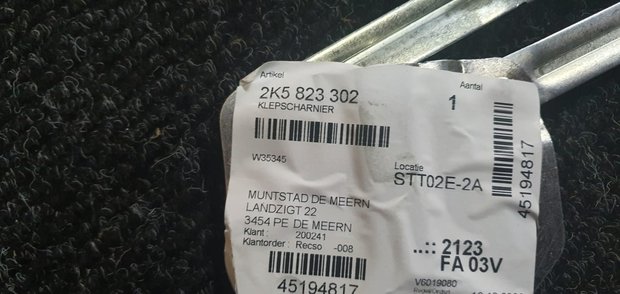 Artikel
Aantal
2K5 823 302
1
KLEPSCHARNIER
W35345
Locatie
STT02E-2A
45194817
MUNTSTAD DE MEERN
LANDZIGT 22
3454 PE DE MEERN
Klant : 200241
Klantorder : Recso -008
..:: 2123
FA 03V
45194817
V6019080